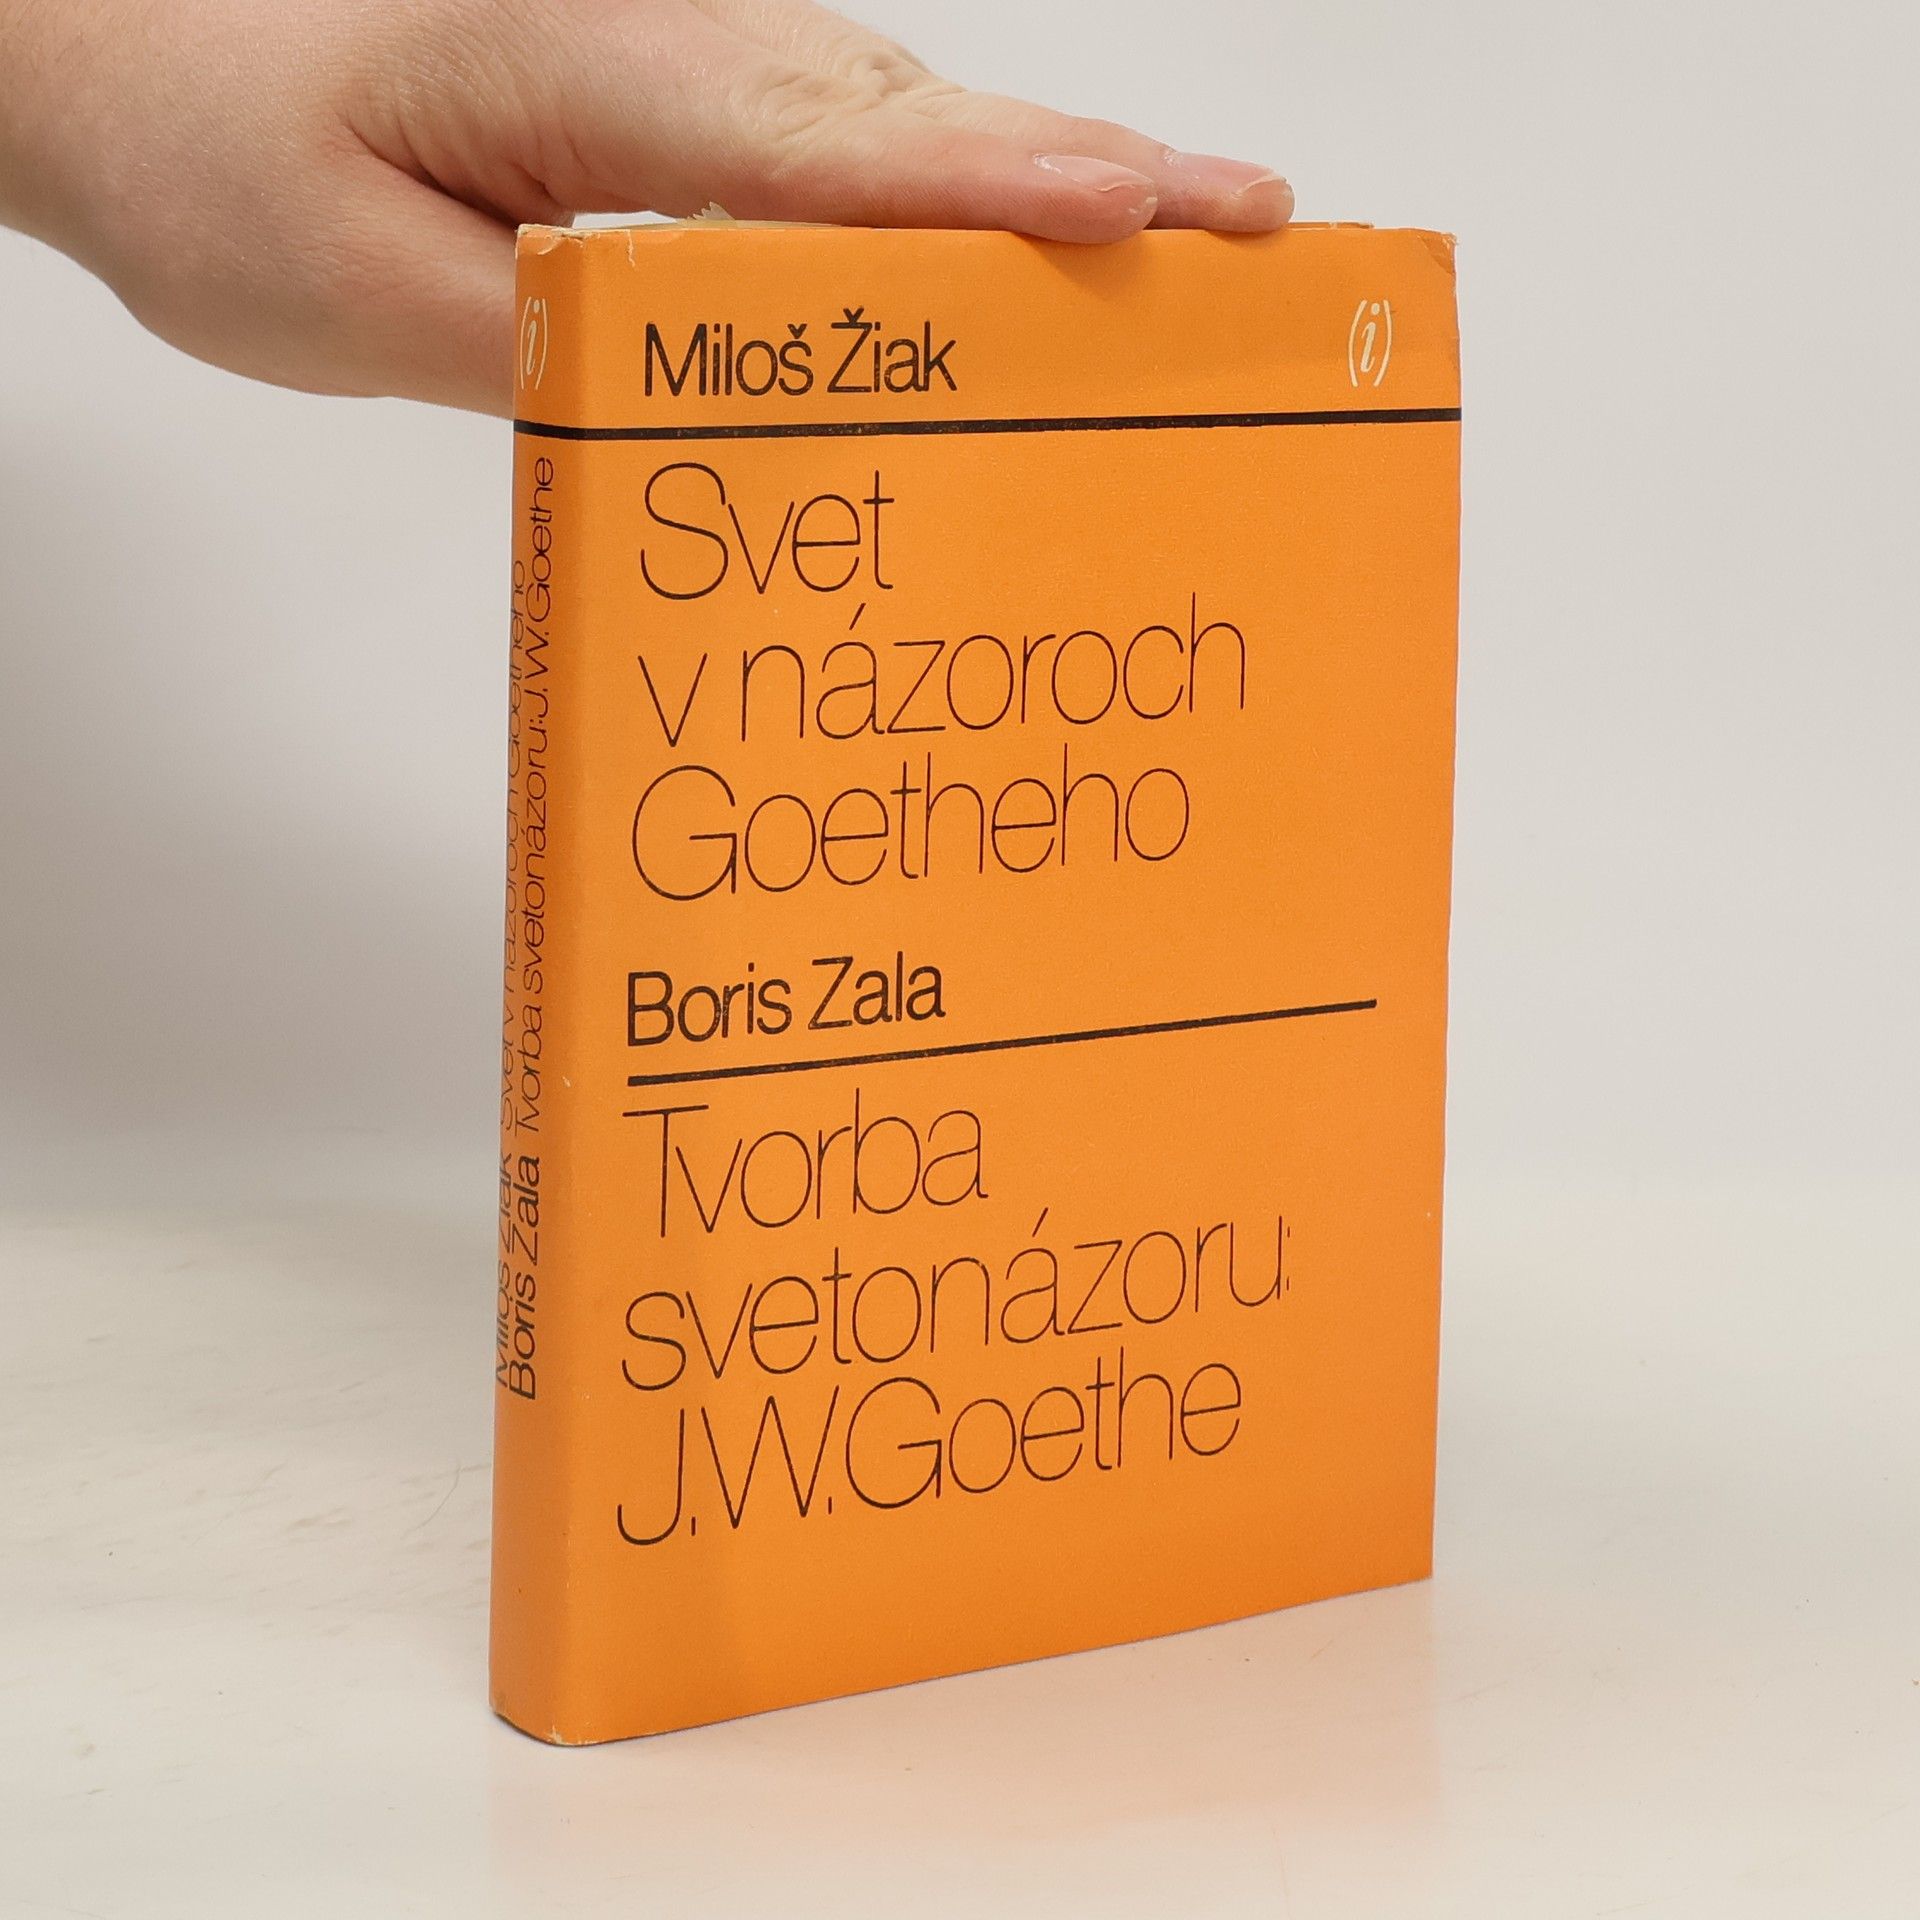 Miloš Žiak
(i)
Svet
v názoroch
Goetheho
Boris Zala
Tvorba
svetonázoru:
J.W.Goethe
(i)
Miloš Žiak Svet v názoroch Goetheho
Boris Zala Tvorba svetonázoru: J.W. Goethe